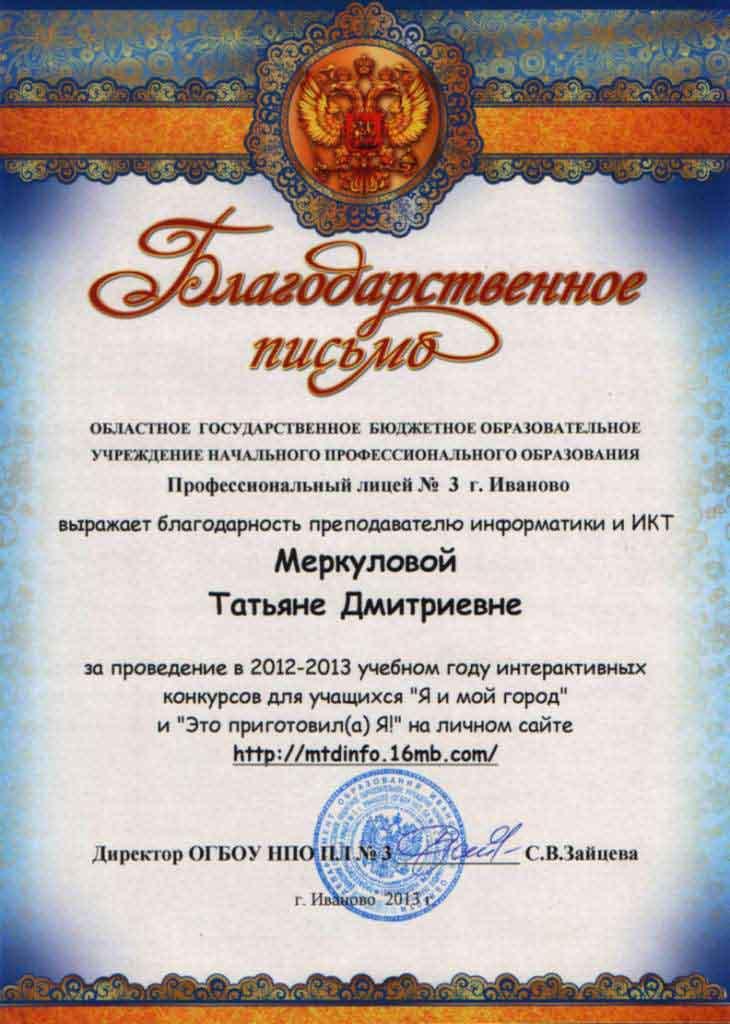 Благодарственное
письмо
ОБЛАСТНОЕ ГОСУДАРСТВЕННОЕ БЮДЖЕТНОЕ ОБРАЗОВАТЕЛЬНОЕ
УЧРЕЖДЕНИЕ НАЧАЛЬНОГО ПРОФЕССИОНАЛЬНОГО ОБРАЗОВАНИЯ
Профессиональный лицей № 3 г. Иваново
выражает благодарность преподавателю информатики и ИКТ
Меркуловой
Татьяне Дмитриевне
за проведение в 2012-2013 учебном году интерактивных
конкурсов для учащихся "Я и мой город"
и "Это приготовил(а) Я!" на личном сайте
http://mtdinfo.16mb.com/
Директор ОГБОУ НПО ПЛ № 3 С.В.Зайцева
г. Иваново 2013 г.